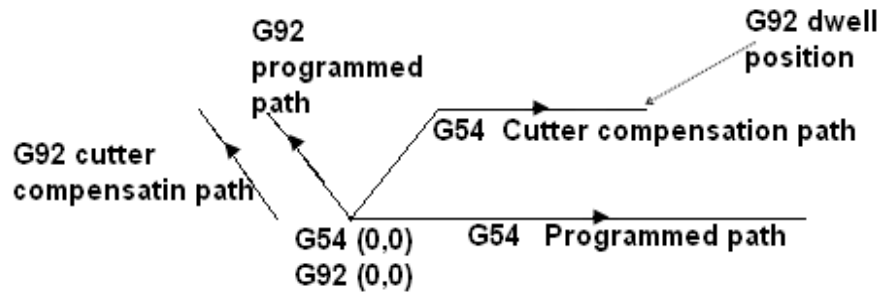 G92
programmed
path
G92 dwell
position
G54 Cutter compensation path
G92 cutter
compensatin path
G54 (0,0)
G92 (0,0)
G54 Programmed path